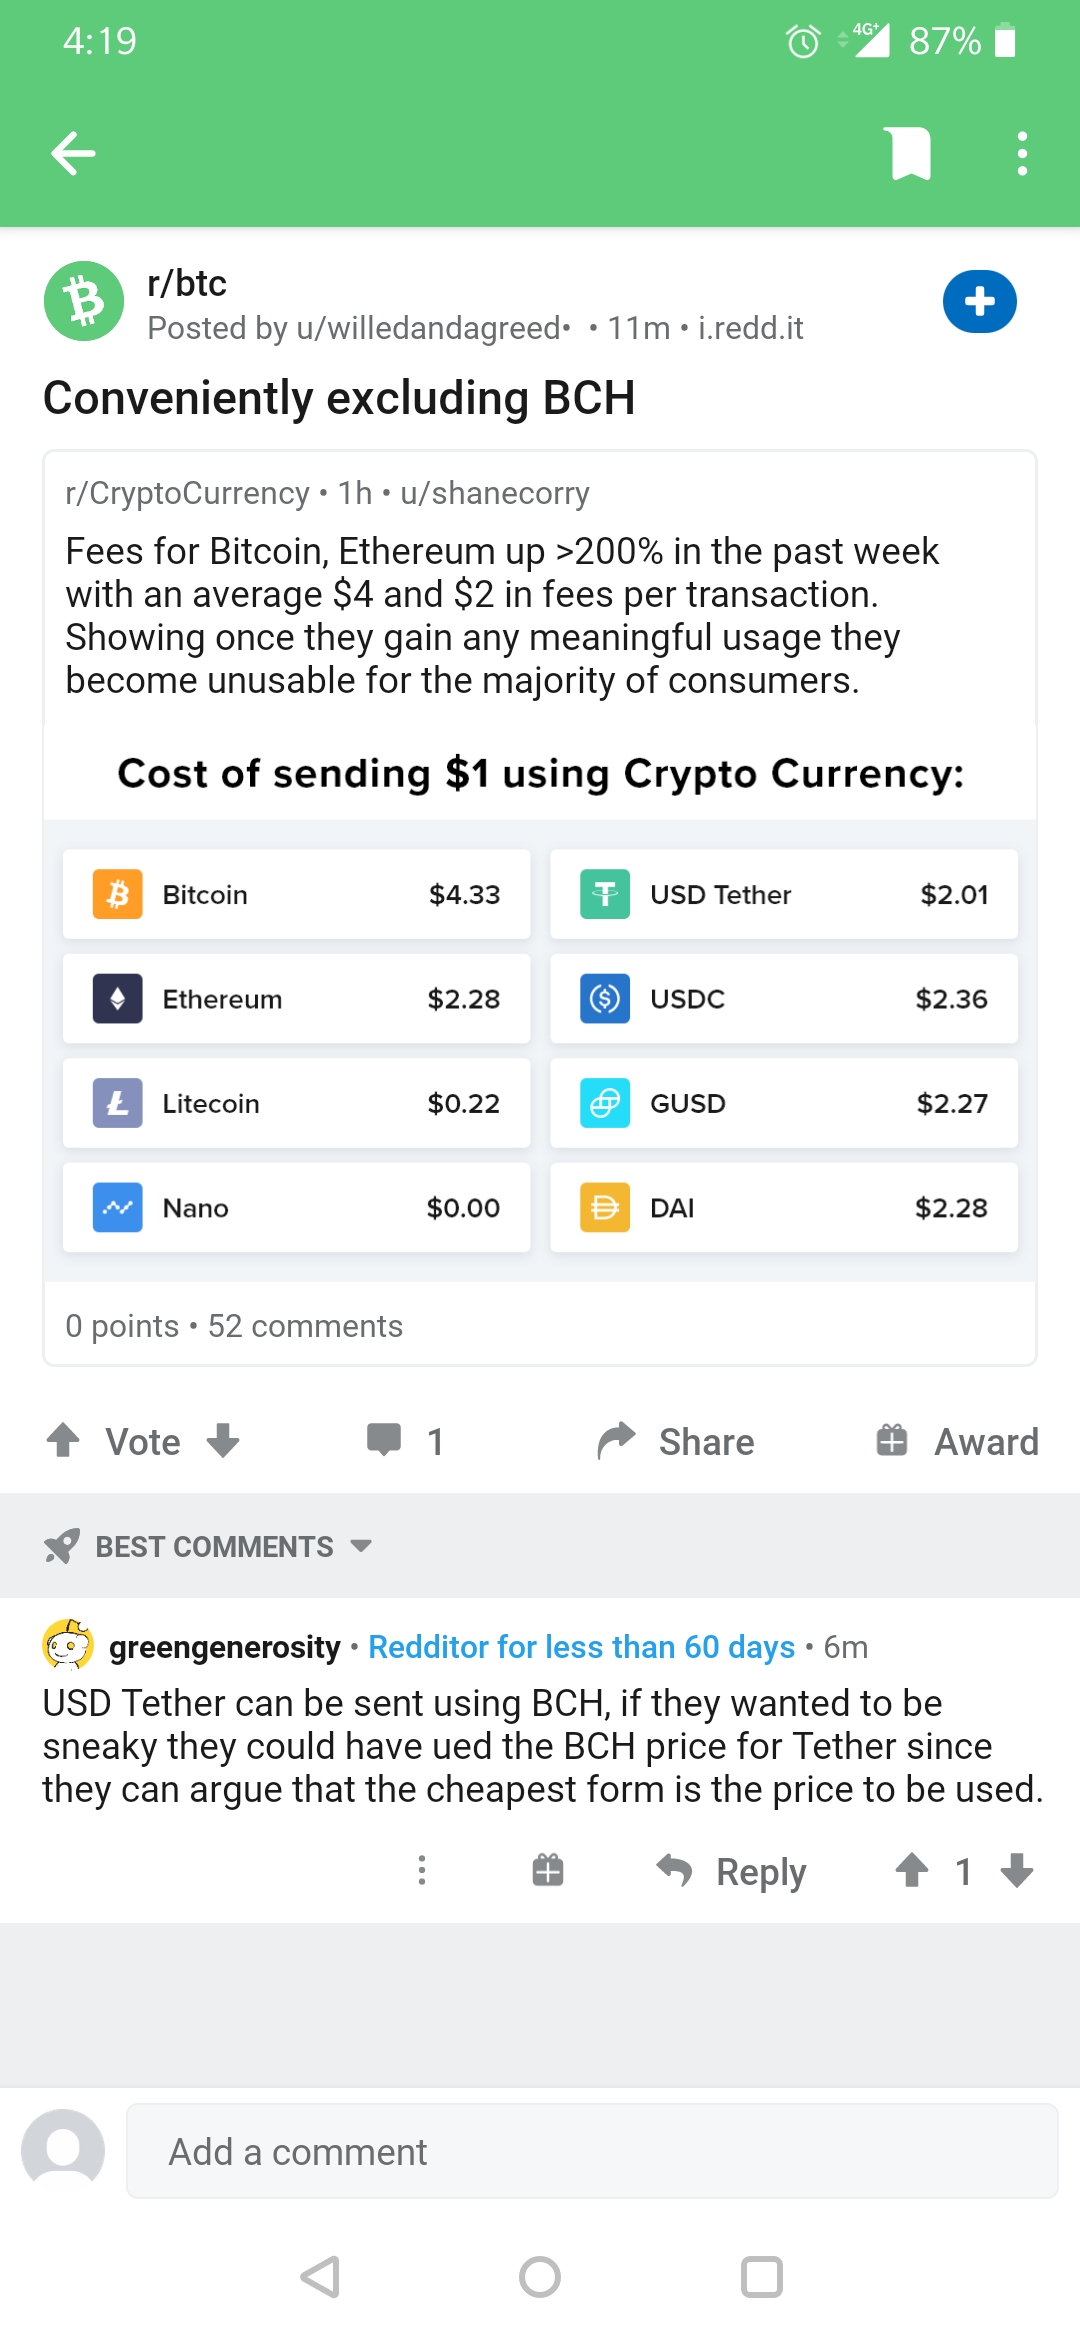 4:19
4G+ 87%
r/btc
Posted by u/willedandagreed• • 11m • i.redd.it
Conveniently excluding BCH
r/CryptoCurrency • 1h • u/shanecorry
Fees for Bitcoin, Ethereum up >200% in the past week
with an average $4 and $2 in fees per transaction.
Showing once they gain any meaningful usage they
become unusable for the majority of consumers.
Cost of sending $1 using Crypto Currency:
Bitcoin $4.33
USD Tether $2.01
Ethereum $2.28
USDC $2.36
Litecoin $0.22
GUSD $2.27
Nano $0.00
DAI $2.28
0 points • 52 comments
Vote 1 Share Award
BEST COMMENTS
greengenerosity • Redditor for less than 60 days • 6m
USD Tether can be sent using BCH, if they wanted to be
sneaky they could have ued the BCH price for Tether since
they can argue that the cheapest form is the price to be used.
Reply 1
Add a comment